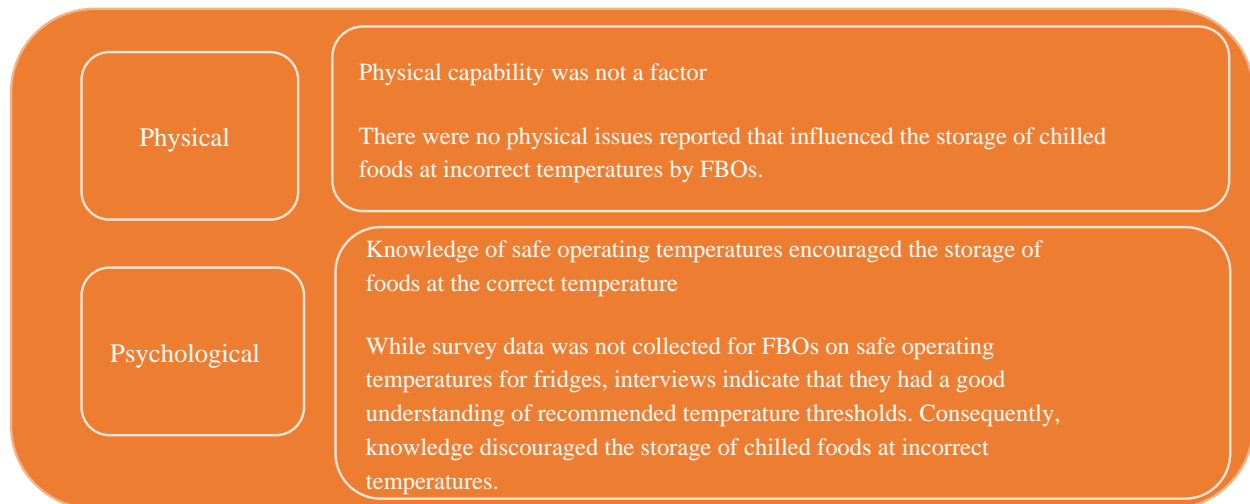 Physical
Physical capability was not a factor
There were no physical issues reported that influenced the storage of chilled
foods at incorrect temperatures by FBOs.
Psychological
Knowledge of safe operating temperatures encouraged the storage of
foods at the correct temperature
While survey data was not collected for FBOs on safe operating
temperatures for fridges, interviews indicate that they had a good
understanding of recommended temperature thresholds. Consequently,
knowledge discouraged the storage of chilled foods at incorrect
temperatures.